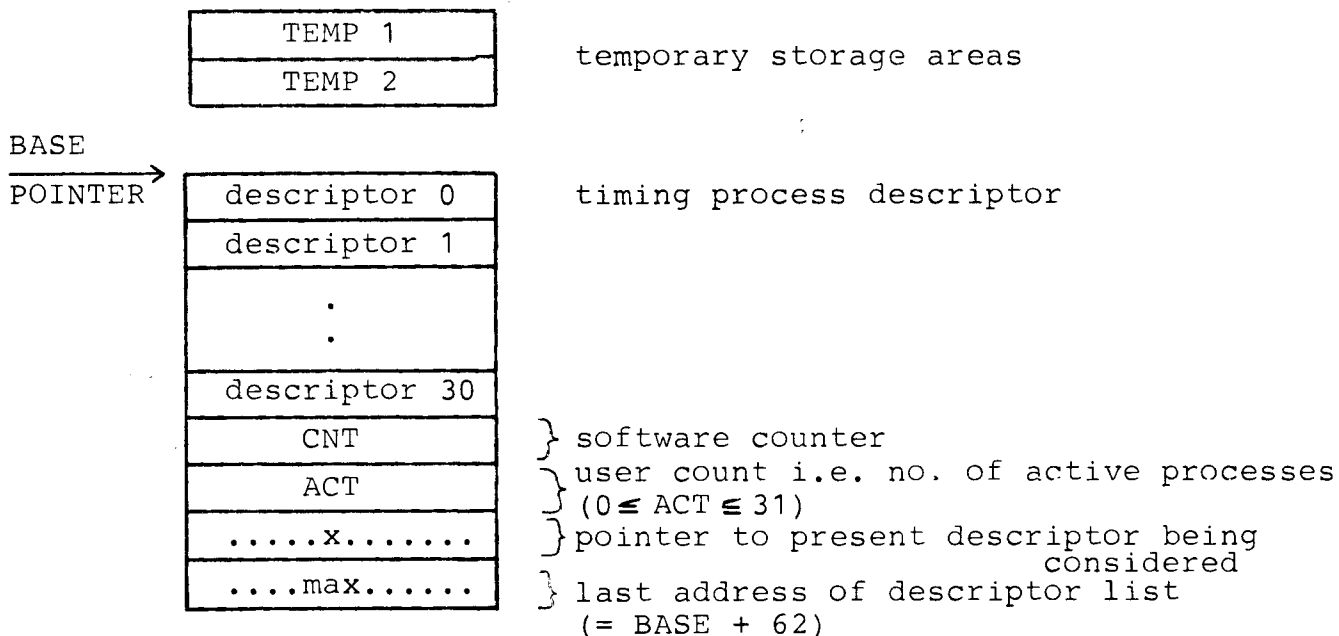 TEMP 1
temporary storage areas
TEMP 2
BASE
POINTER
descriptor 0
timing process descriptor
descriptor 1
.
.
descriptor 30
CNT
} software counter
ACT
} user count i.e. no. of active processes
(0 ≦ ACT ≦ 31)
.....x.......
} pointer to present descriptor being
considered
....max......
} last address of descriptor list
(= BASE + 62)